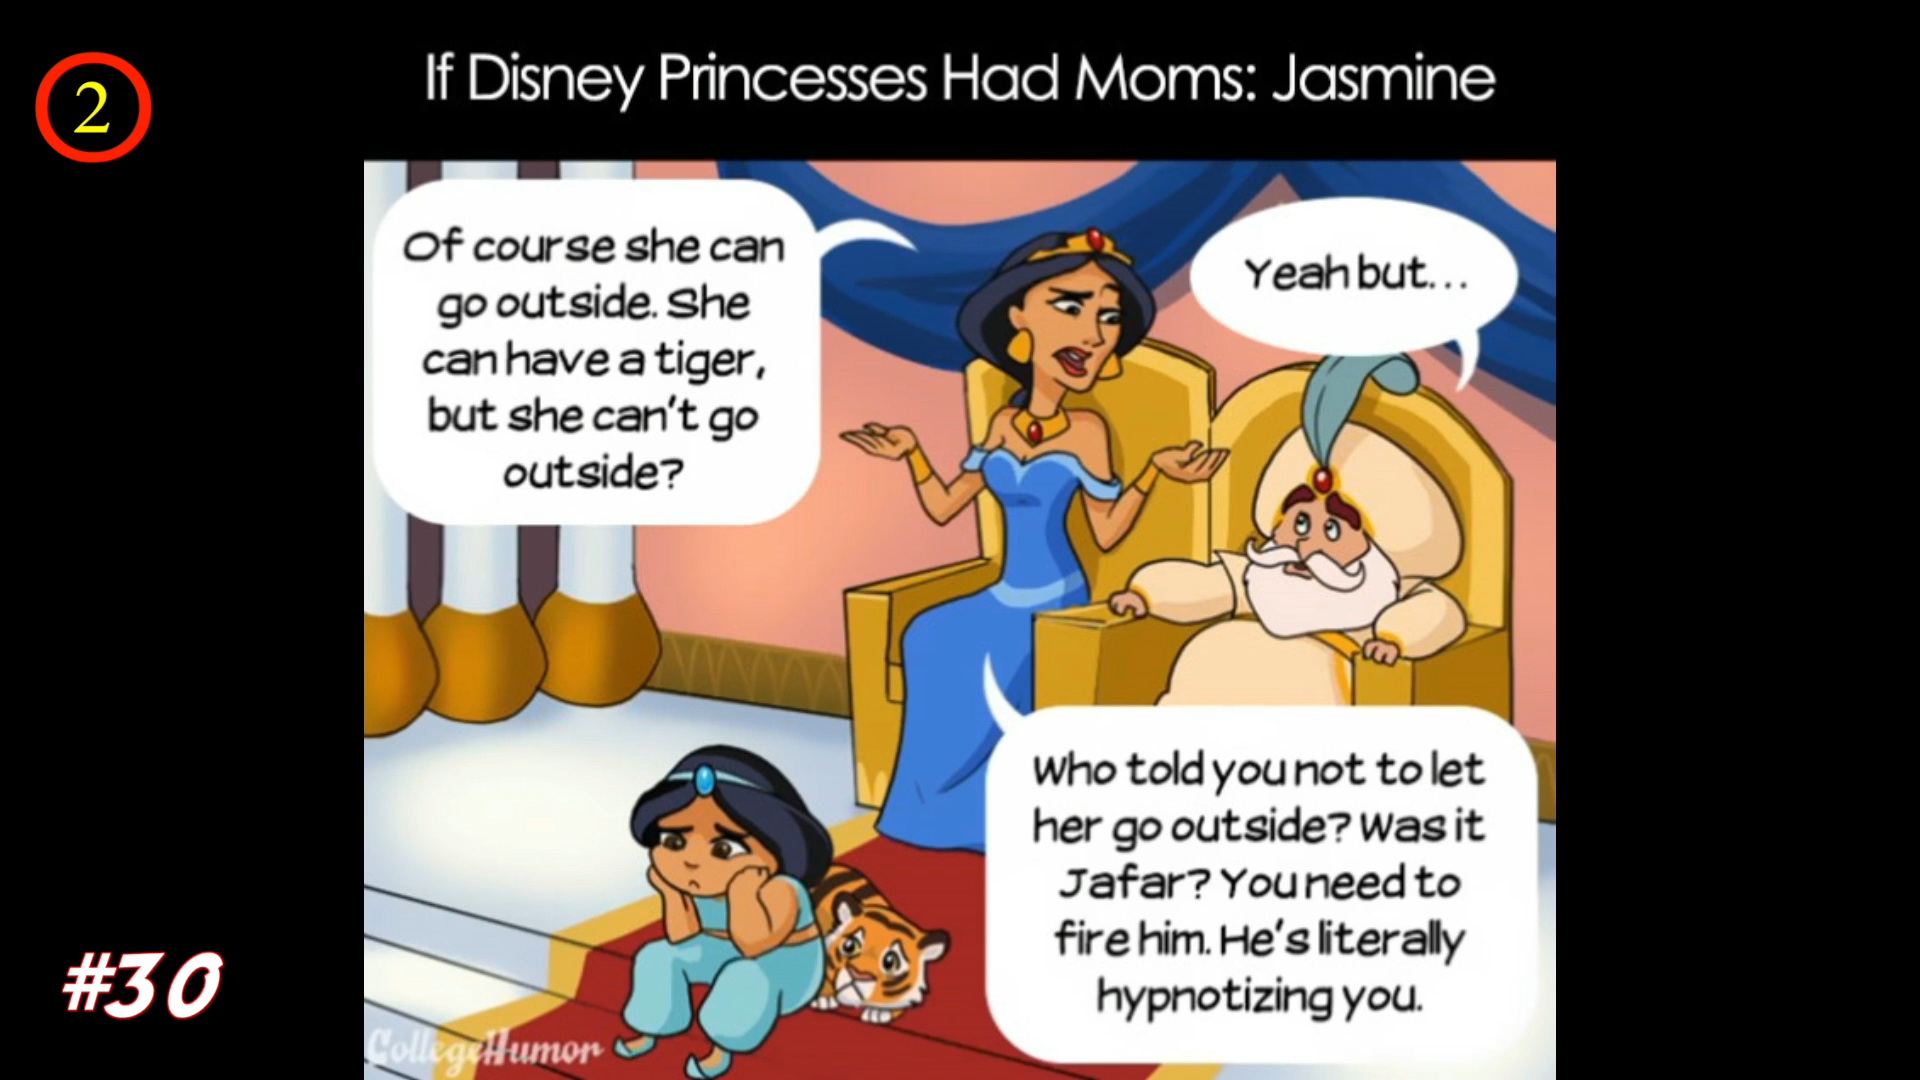 2
If Disney Princesses Had Moms: Jasmine
Of course she can
go outside. She
can have a tiger,
but she can't go
outside?
Yeah but...
Who told you not to let
her go outside? Was it
Jafar? You need to
fire him. He's literally
hypnotizing you.
#30
CollegeHumor